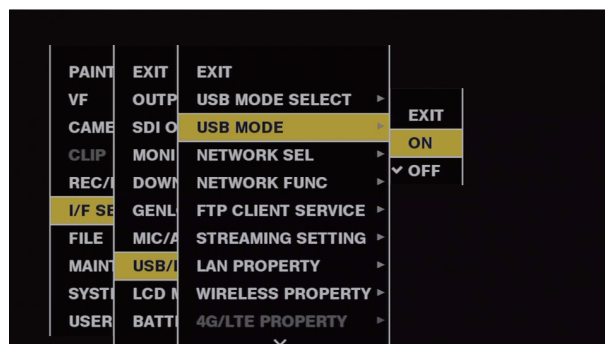 PAINT
VF
CAME
CLIP
REC/
I/F SE
FILE
MAINT
SYST
USER
EXIT
OUTP
SDI O
MONI
DOWN
GENL
MIC/A
USB/
LCD
BATT
EXIT
USB MODE SELECT
USB MODE
NETWORK SEL
NETWORK FUNC
FTP CLIENT SERVICE
STREAMING SETTING
LAN PROPERTY
WIRELESS PROPERTY
4G/LTE PROPERTY
EXIT
ON
OFF